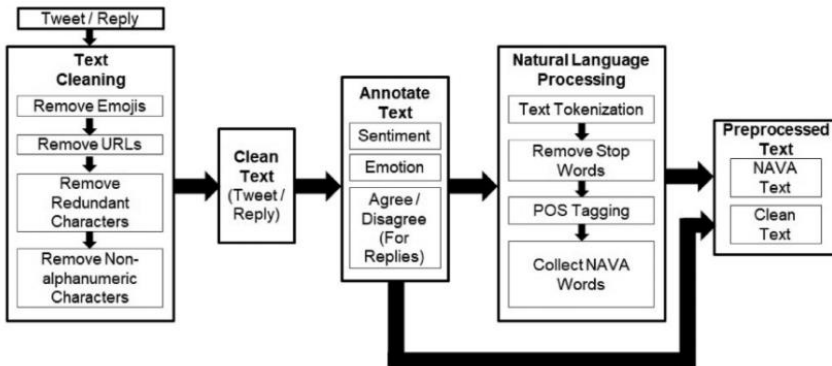 Tweet / Reply
Text
Cleaning
Remove Emojis
Remove URLs
Remove
Redundant
Characters
Remove Non-
alphanumeric
Characters
Clean
Text
(Tweet /
Reply)
Annotate
Text
Sentiment
Emotion
Agree /
Disagree
(For
Replies)
Natural Language
Processing
Text Tokenization
Remove Stop
Words
POS Tagging
Collect NAVA
Words
Preprocessed
Text
NAVA
Text
Clean
Text